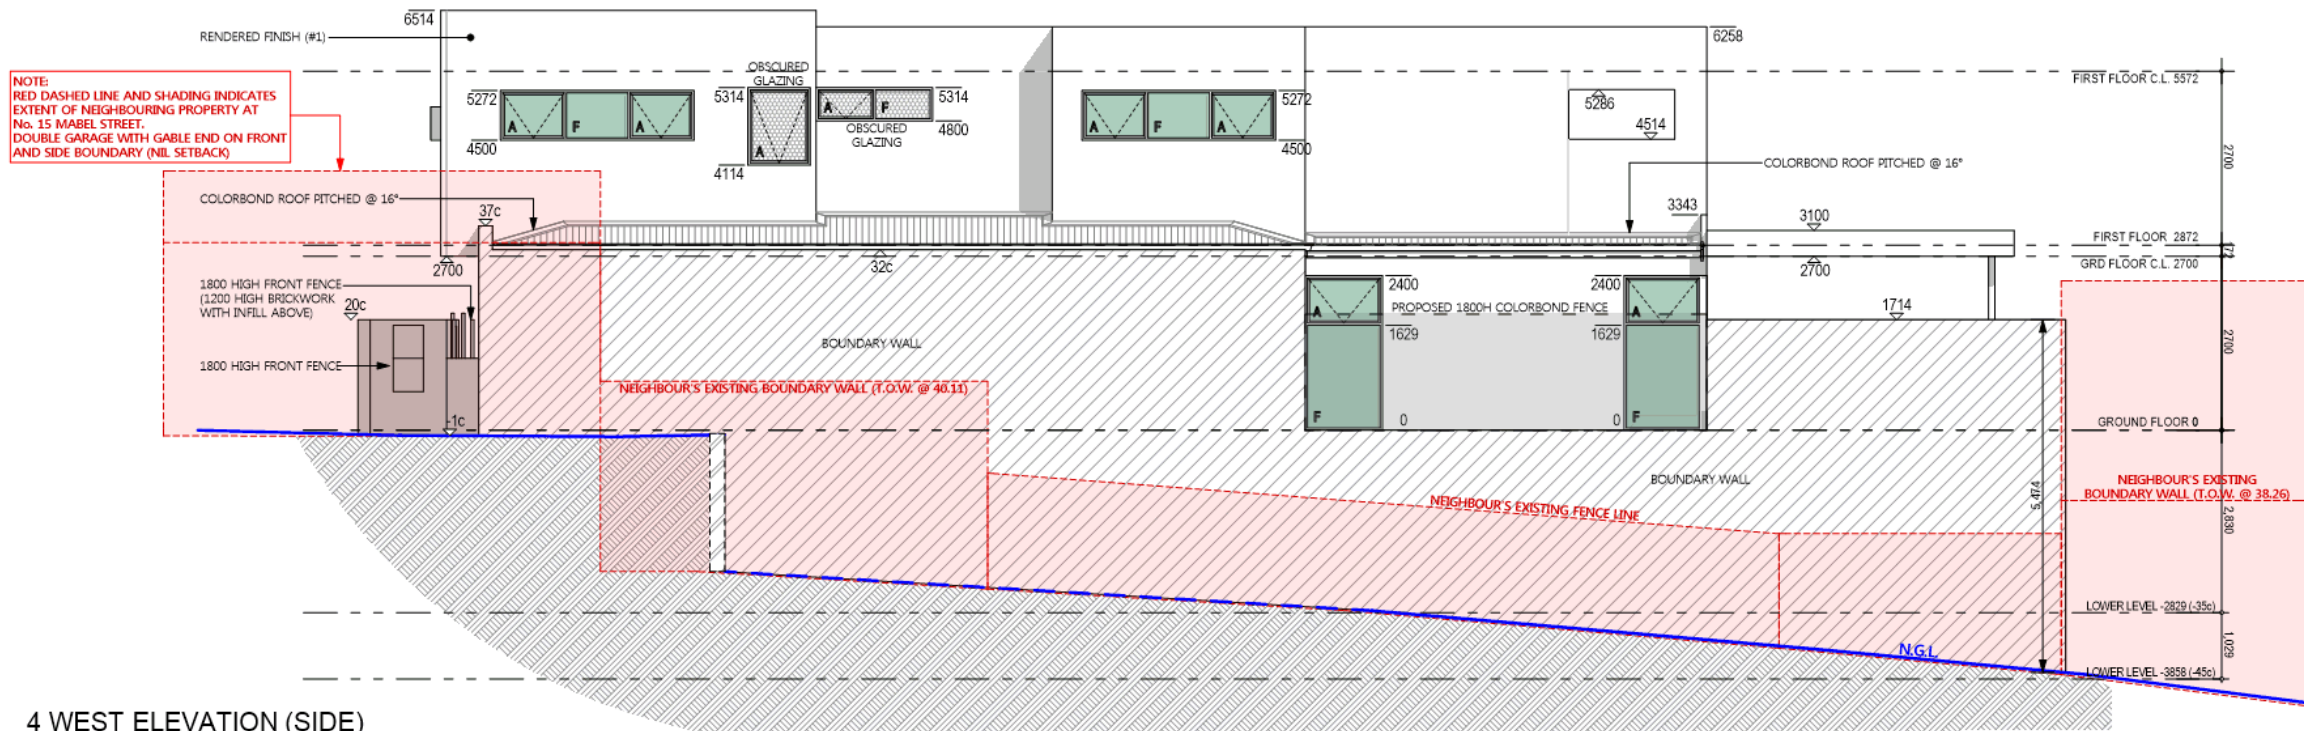 6514
RENDERED FINISH (#1)
6258
NOTE:
RED DASHED LINE AND SHADING INDICATES
EXTENT OF NEIGHBOURING PROPERTY AT
No. 15 MABEL STREET.
DOUBLE GARAGE WITH GABLE END ON FRONT
AND SIDE BOUNDARY (NIL SETBACK)
OBSCURED
GLAZING
FIRST FLOOR C.L. 5572
5272
A
F
A
4500
5314
A
4114
A
F
5314
4800
OBSCURED
GLAZING
A
F
A
5272
4500
5286
4514
2700
COLORBOND ROOF PITCHED @ 16°
COLORBOND ROOF PITCHED @ 16°
37c
3343
3100
FIRST FLOOR 2872
172
GRD FLOOR C.L. 2700
2700
32c
2700
1800 HIGH FRONT FENCE
(1200 HIGH BRICKWORK
WITH INFILL ABOVE)
20c
2400
A
PROPOSED 1800H COLORBOND FENCE
2400
A
1714
1629
1629
BOUNDARY WALL
2700
1800 HIGH FRONT FENCE
NEIGHBOUR'S EXISTING BOUNDARY WALL (T.O.W. @ 40.11)
-1c
F
0
0
F
GROUND FLOOR 0
BOUNDARY WALL
NEIGHBOUR'S EXISTING
BOUNDARY WALL (T.O.W. @ 38.26)
NEIGHBOUR'S EXISTING FENCE LINE
5,474
2,830
LOWER LEVEL -2829 (-35c)
1,029
N.G.L.
LOWER LEVEL -3858 (-45c)
4 WEST ELEVATION (SIDE)